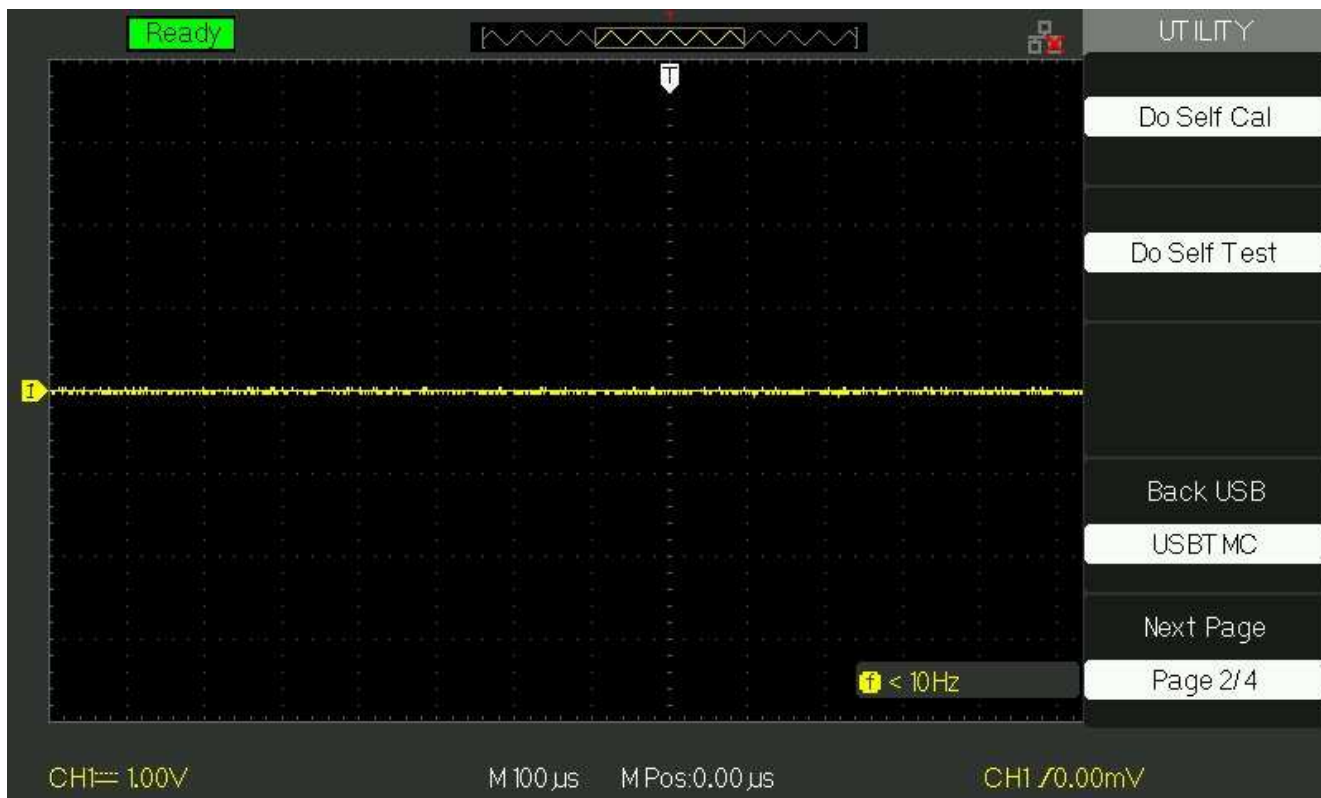 Ready
UTILITY
T
Do Self Cal
Do Self Test
1
Back USB
USBTMC
Next Page
f < 10Hz
Page 2/4
CH1 1.00V
M 100 µs
M Pos:0.00 µs
CH1 / 0.00mV